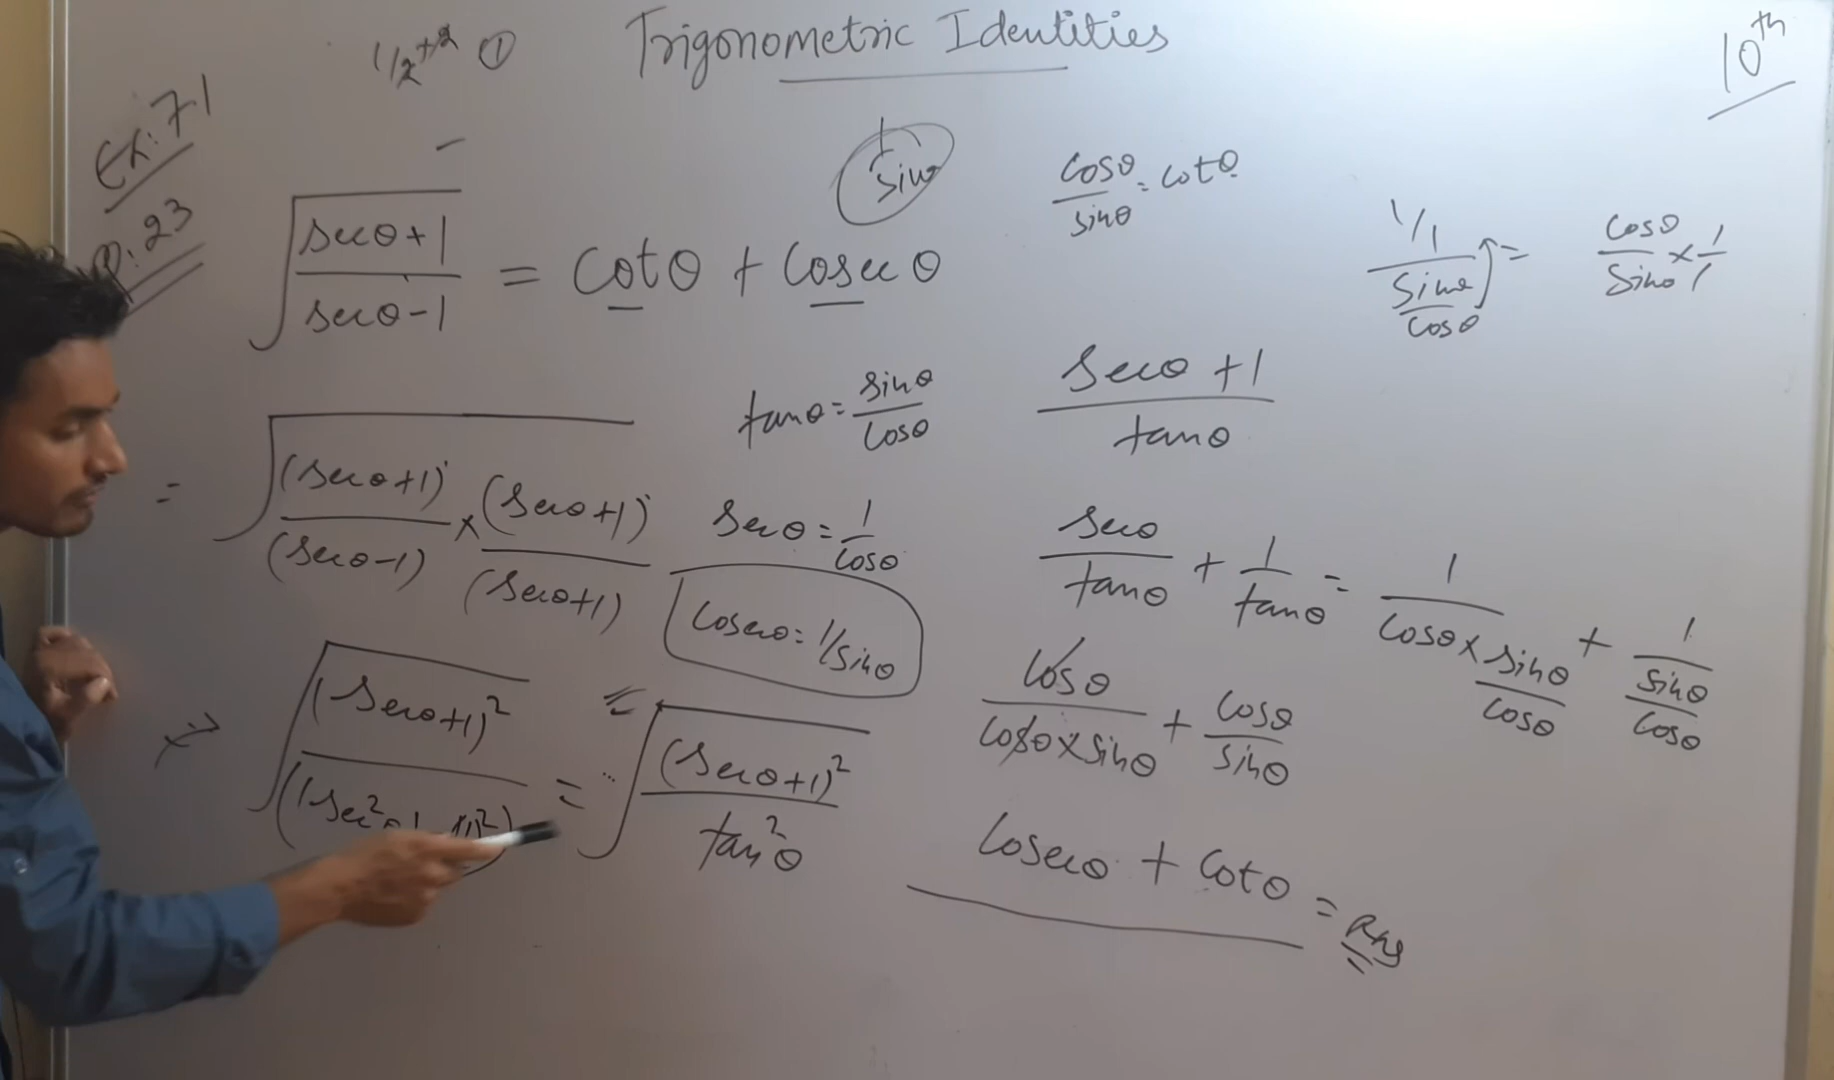 Trigonometric Identities
10th
1/2+2 ①
Ex: 7.1
P: 23
√((secθ+1)/(secθ-1)) = Cotθ + Cosecθ
1/sinθ
cosθ/sinθ = cotθ
1/1 / (sinθ/cosθ) = cosθ/sinθ × 1/1
= √((secθ+1)/(secθ-1) × (secθ+1)/(secθ+1))
tanθ = sinθ/cosθ
secθ = 1/cosθ
Cosecθ = 1/sinθ
√((secθ+1)²/
= √((secθ+1)²/tan²θ)
secθ+1/tanθ
secθ/tanθ + 1/tanθ = 1/(cosθ × sinθ/cosθ) + 1/(sinθ/cosθ)
cosθ/(cosθ×sinθ) + cosθ/sinθ
Cosecθ + Cotθ = RHS